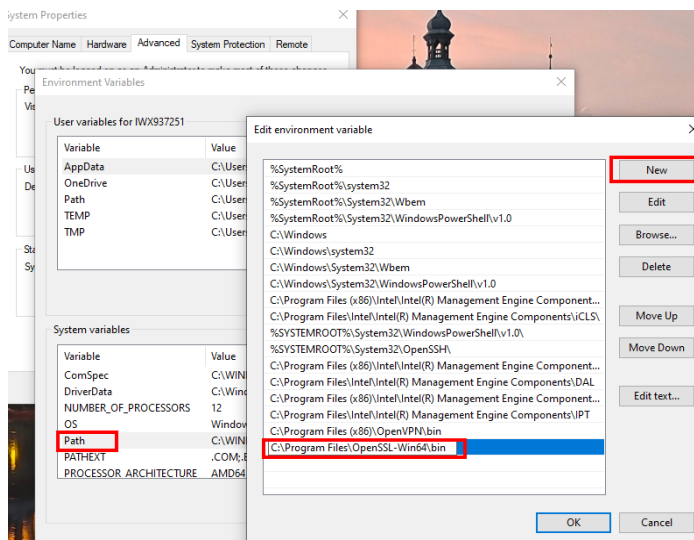 System Properties
Computer Name Hardware Advanced System Protection Remote
Environment Variables
User variables for IWX937251
Variable Value
AppData C:\User
OneDrive C:\User
Path C:\User
TEMP C:\User
TMP C:\User
System variables
Variable Value
ComSpec C:\WIN
DriverData C:\Wind
NUMBER_OF_PROCESSORS 12
OS Window
Path C:\WIN
PATHEXT .COM;.E
PROCESSOR_ARCHITECTURE AMD64
Edit environment variable
%SystemRoot%
%SystemRoot%\system32
%SystemRoot%\System32\Wbem
%SystemRoot%\System32\WindowsPowerShell\v1.0
C:\Windows
C:\Windows\system32
C:\Windows\System32\Wbem
C:\Windows\System32\WindowsPowerShell\v1.0
C:\Program Files (x86)\Intel\Intel(R) Management Engine Component...
C:\Program Files\Intel\Intel(R) Management Engine Components\iCLS\
%SYSTEMROOT%\System32\WindowsPowerShell\v1.0\
%SYSTEMROOT%\System32\OpenSSH\
C:\Program Files (x86)\Intel\Intel(R) Management Engine Component...
C:\Program Files\Intel\Intel(R) Management Engine Components\DAL
C:\Program Files (x86)\Intel\Intel(R) Management Engine Component...
C:\Program Files\Intel\Intel(R) Management Engine Components\IPT
C:\Program Files (x86)\OpenVPN\bin
C:\Program Files\OpenSSL-Win64\bin
New
Edit
Browse...
Delete
Move Up
Move Down
Edit text...
OK Cancel